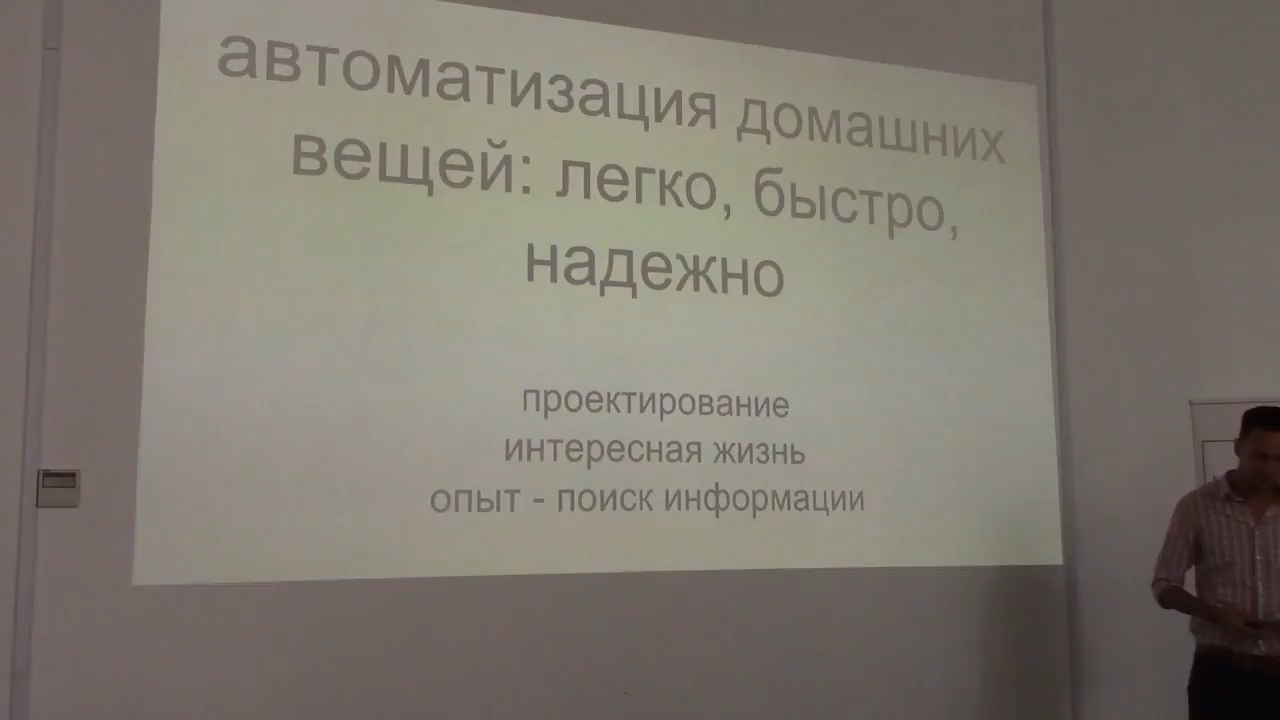 автоматизация домашних
вещей: легко, быстро,
надежно
проектирование
интересная жизнь
опыт - поиск информации